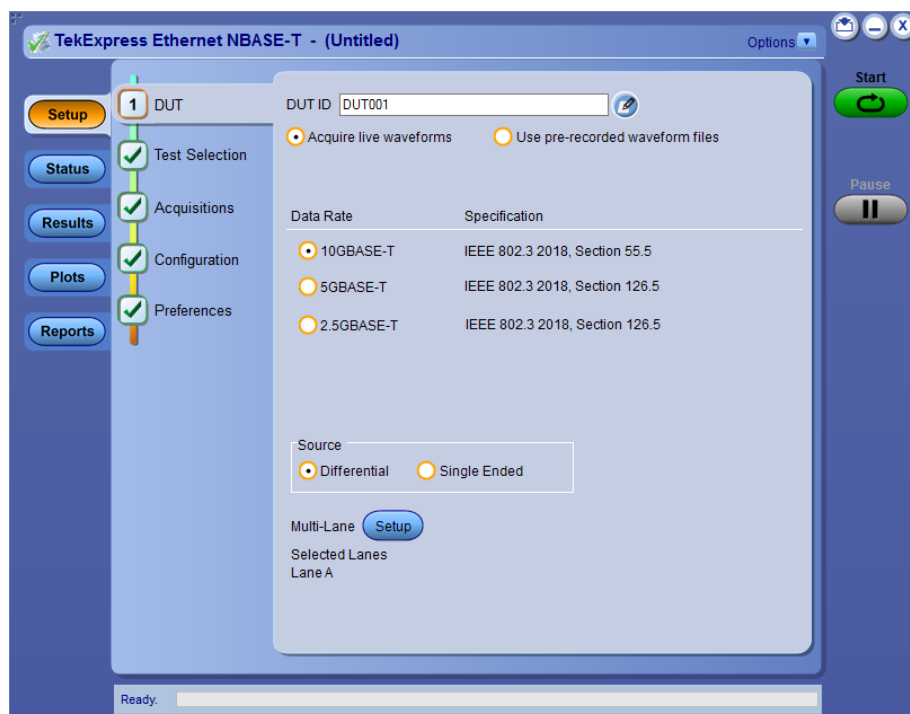 TekExpress Ethernet NBASE-T - (Untitled)
Options
X
Start
Pause
Setup
Status
Results
Plots
Reports
1 DUT
Test Selection
Acquisitions
Configuration
Preferences
DUT ID DUT001
Acquire live waveforms Use pre-recorded waveform files
Data Rate Specification
10GBASE-T IEEE 802.3 2018, Section 55.5
5GBASE-T IEEE 802.3 2018, Section 126.5
2.5GBASE-T IEEE 802.3 2018, Section 126.5
Source
Differential Single Ended
Multi-Lane Setup
Selected Lanes
Lane A
Ready.